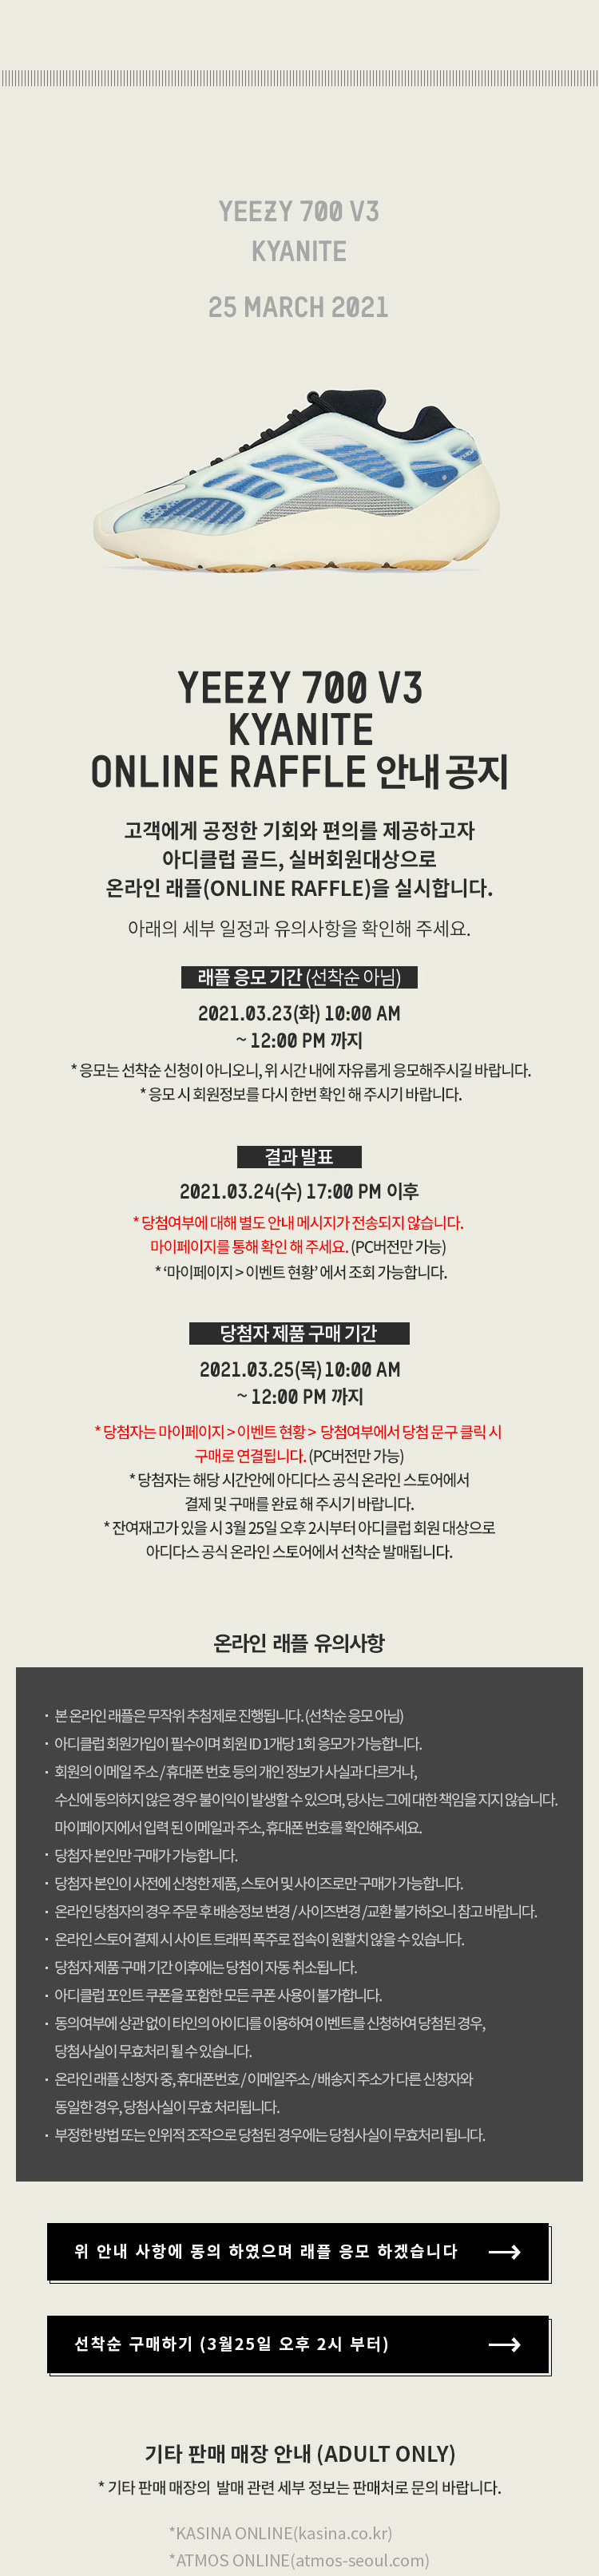 YEEZY 700 V3
KYANITE
25 MARCH 2021
YEEZY 700 V3
KYANITE
ONLINE RAFFLE 안내 공지
고객에게 공정한 기회와 편의를 제공하고자
아디클럽 골드, 실버회원대상으로
온라인 래플(ONLINE RAFFLE)을 실시합니다.
아래의 세부 일정과 유의사항을 확인해 주세요.
래플 응모 기간 (선착순 아님)
2021.03.23(화) 10:00 AM
~ 12:00 PM 까지
* 응모는 선착순 신청이 아니오니, 위 시간 내에 자유롭게 응모해주시길 바랍니다.
* 응모 시 회원정보를 다시 한번 확인 해 주시기 바랍니다.
결과 발표
2021.03.24(수) 17:00 PM 이후
* 당첨여부에 대해 별도 안내 메시지가 전송되지 않습니다.
마이페이지를 통해 확인 해 주세요. (PC버전만 가능)
* ‘마이페이지 > 이벤트 현황’ 에서 조회 가능합니다.
당첨자 제품 구매 기간
2021.03.25(목) 10:00 AM
~ 12:00 PM 까지
* 당첨자는 마이페이지 > 이벤트 현황 > 당첨여부에서 당첨 문구 클릭 시
구매로 연결됩니다. (PC버전만 가능)
* 당첨자는 해당 시간안에 아디다스 공식 온라인 스토어에서
결제 및 구매를 완료 해 주시기 바랍니다.
* 잔여재고가 있을 시 3월 25일 오후 2시부터 아디클럽 회원 대상으로
아디다스 공식 온라인 스토어에서 선착순 발매됩니다.
온라인 래플 유의사항
· 본 온라인 래플은 무작위 추첨제로 진행됩니다. (선착순 응모 아님)
· 아디클럽 회원가입이 필수이며 회원 ID 1개당 1회 응모가 가능합니다.
· 회원의 이메일 주소 / 휴대폰 번호 등의 개인 정보가 사실과 다르거나,
수신에 동의하지 않은 경우 불이익이 발생할 수 있으며, 당사는 그에 대한 책임을 지지 않습니다.
마이페이지에서 입력 된 이메일과 주소, 휴대폰 번호를 확인해주세요.
· 당첨자 본인만 구매가 가능합니다.
· 당첨자 본인이 사전에 신청한 제품, 스토어 및 사이즈로만 구매가 가능합니다.
· 온라인 당첨자의 경우 주문 후 배송정보 변경 / 사이즈변경 /교환 불가하오니 참고 바랍니다.
· 온라인 스토어 결제 시 사이트 트래픽 폭주로 접속이 원활치 않을 수 있습니다.
· 당첨자 제품 구매 기간 이후에는 당첨이 자동 취소됩니다.
· 아디클럽 포인트 쿠폰을 포함한 모든 쿠폰 사용이 불가합니다.
· 동의여부에 상관 없이 타인의 아이디를 이용하여 이벤트를 신청하여 당첨된 경우,
당첨사실이 무효처리 될 수 있습니다.
· 온라인 래플 신청자 중, 휴대폰번호 / 이메일주소 / 배송지 주소가 다른 신청자와
동일한 경우, 당첨사실이 무효 처리됩니다.
· 부정한 방법 또는 인위적 조작으로 당첨된 경우에는 당첨사실이 무효처리 됩니다.
위 안내 사항에 동의 하였으며 래플 응모 하겠습니다
선착순 구매하기 (3월25일 오후 2시 부터)
기타 판매 매장 안내 (ADULT ONLY)
* 기타 판매 매장의 발매 관련 세부 정보는 판매처로 문의 바랍니다.
*KASINA ONLINE(kasina.co.kr)
*ATMOS ONLINE(atmos-seoul.com)